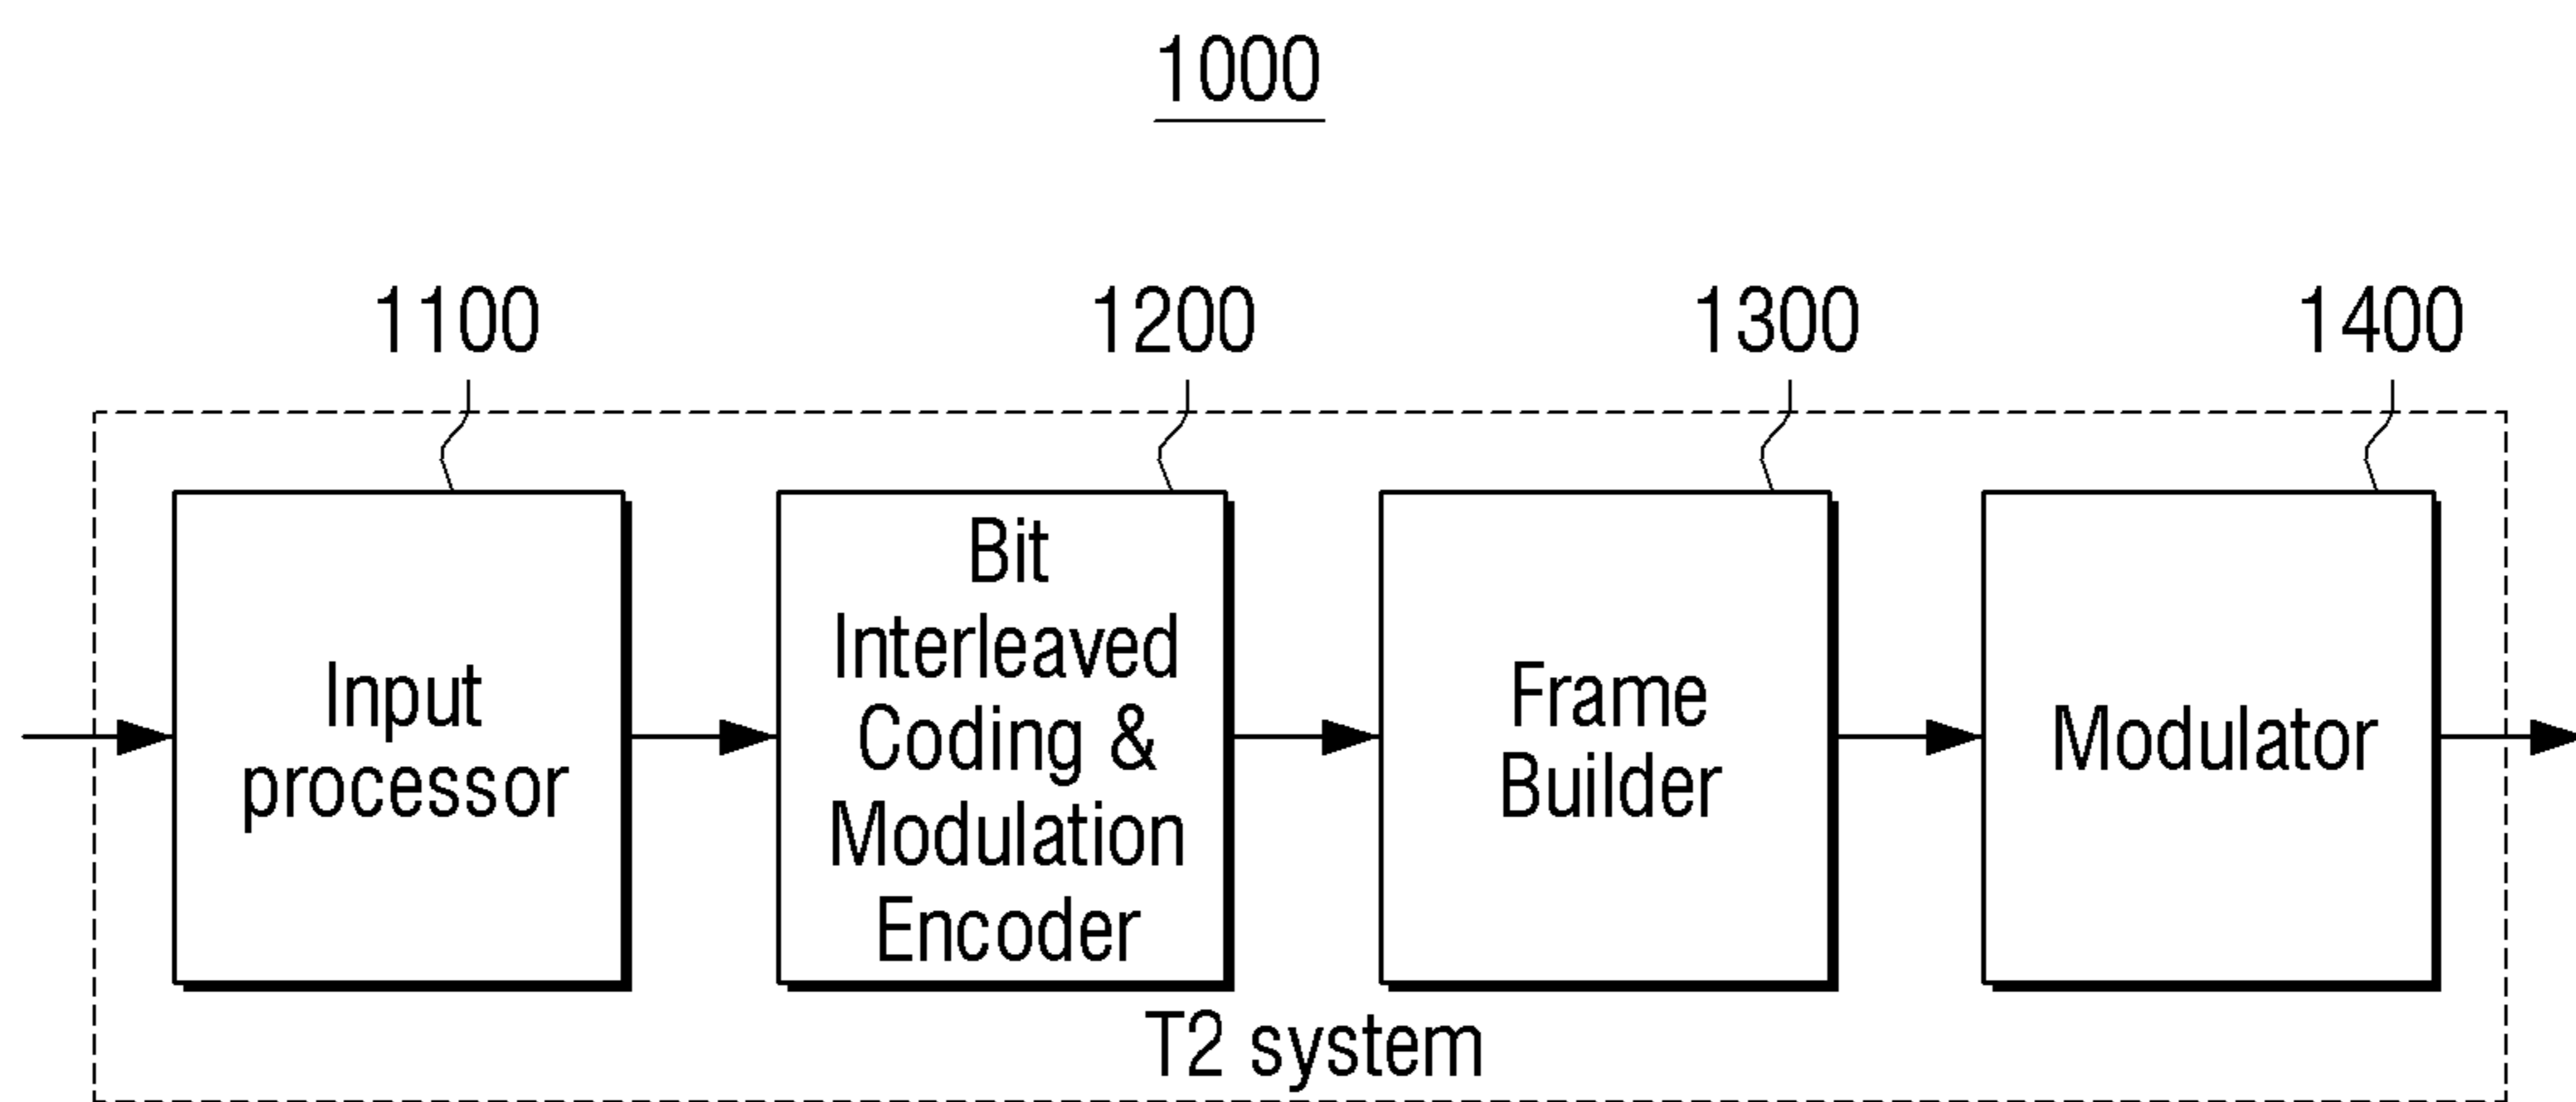 1000
1100
1200
1300
1400
Input
processor
Bit
Interleaved
Coding &
Modulation
Encoder
Frame
Builder
Modulator
T2 system